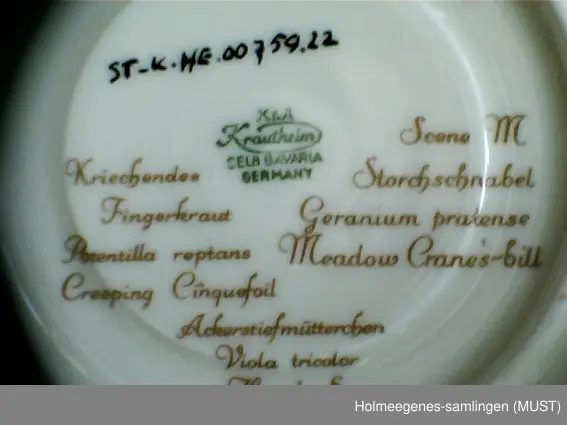 ST-K.HE.00759.22
K&A
Krautheim
SELB BAVARIA
GERMANY
Scene M
Kriechendes
Storchschnabel
Fingerkraut
Geranium pratense
Potentilla reptans
Meadow Crane's-bill
Creeping Cinquefoil
Ackerstiefmütterchen
Viola tricolor
Holmeegenes-samlingen (MUST)